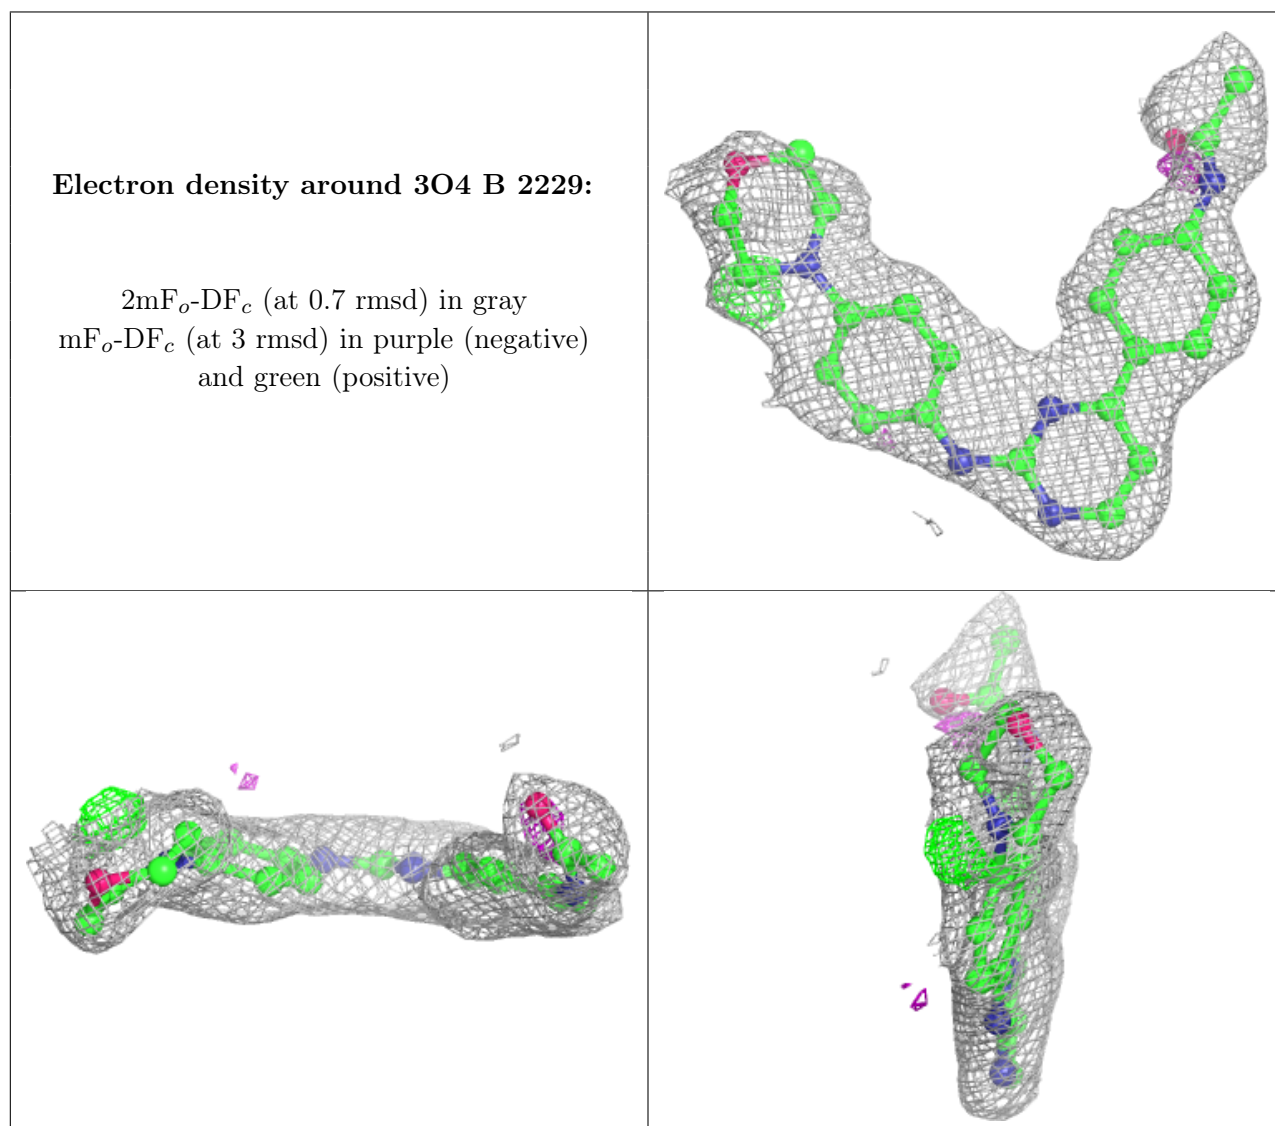 Electron density around 3O4 B 2229:
2mFo-DFc (at 0.7 rmsd) in gray
mFo-DFc (at 3 rmsd) in purple (negative)
and green (positive)